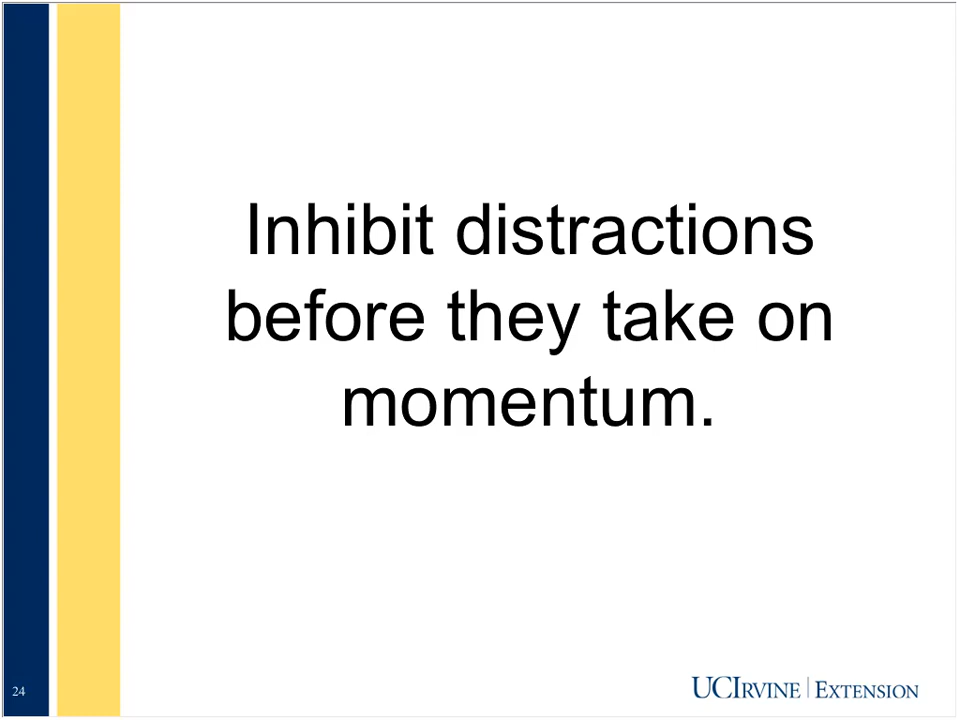 Inhibit distractions
before they take on
momentum.
24
UCIRVINE | EXTENSION